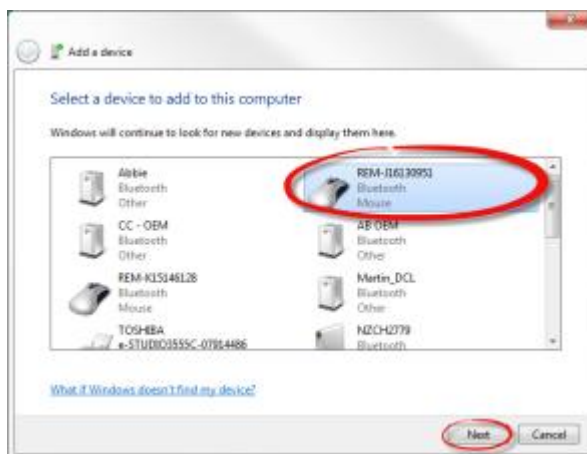 Add a device
Select a device to add to this computer
Windows will continue to look for new devices and display them here.
Abbie
Bluetooth
Other
REM-J16130951
Bluetooth
Mouse
CC - OEM
Bluetooth
Other
AB OEM
Bluetooth
Other
REM-K15146128
Bluetooth
Mouse
Martin_DCL
Bluetooth
Other
TOSHIBA
e-STUDIO3555C-07914486
NZCH2779
Bluetooth
What if Windows doesn't find my device?
Next
Cancel